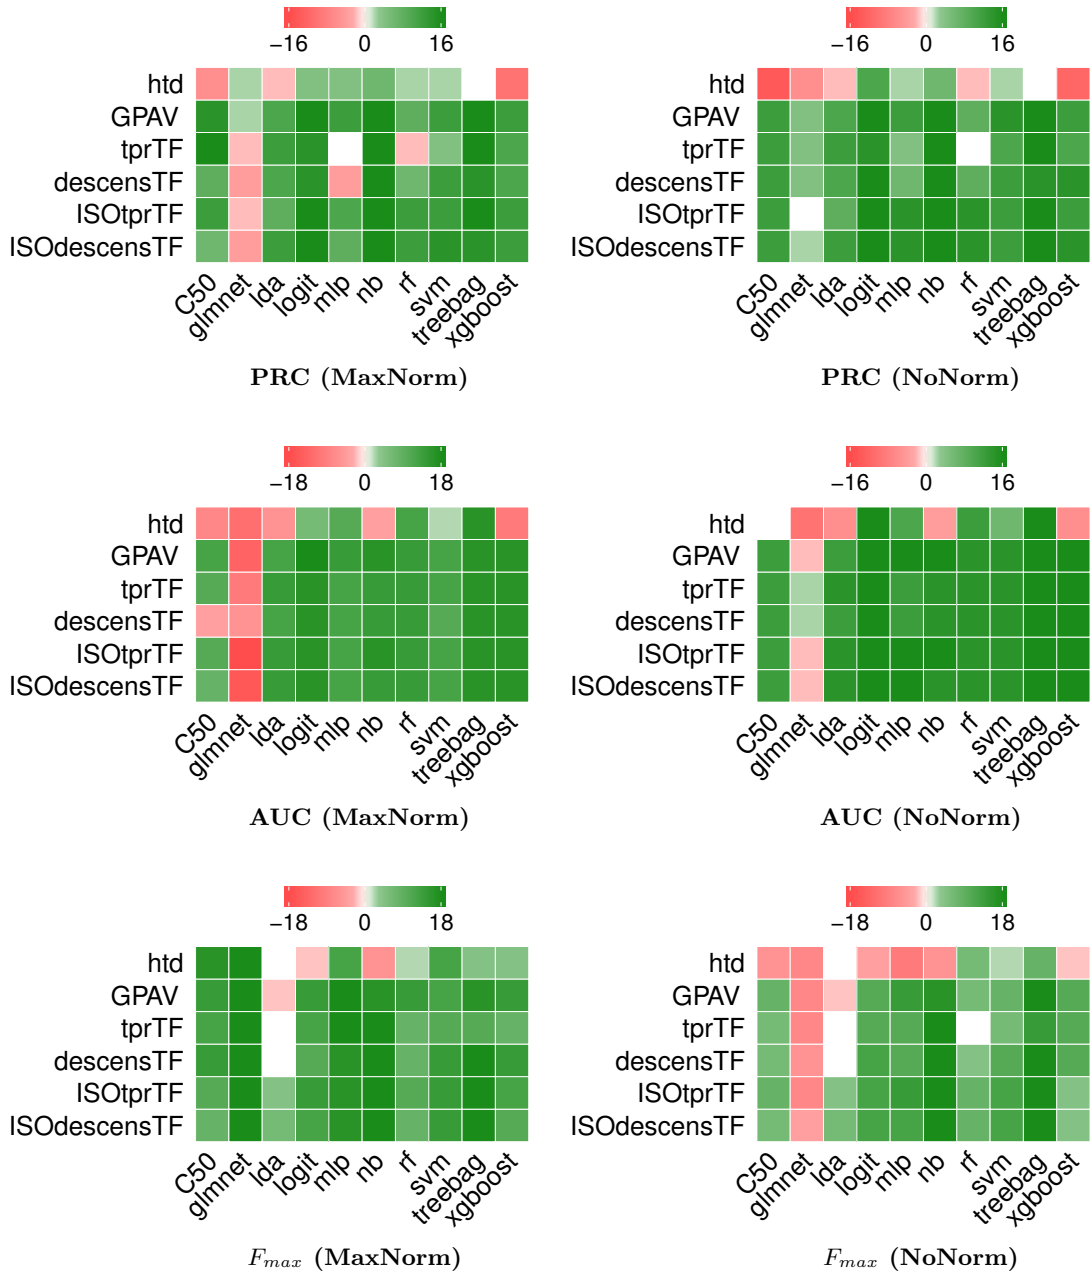 −16 0 16
htd
GPAV
tprTF
descensTF
ISOtprTF
ISOdescensTF
C50 glmnet lda logit mlp nb rf svm treebag xgboost
PRC (MaxNorm)
−16 0 16
htd
GPAV
tprTF
descensTF
ISOtprTF
ISOdescensTF
C50 glmnet lda logit mlp nb rf svm treebag xgboost
PRC (NoNorm)
−18 0 18
htd
GPAV
tprTF
descensTF
ISOtprTF
ISOdescensTF
C50 glmnet lda logit mlp nb rf svm treebag xgboost
AUC (MaxNorm)
−16 0 16
htd
GPAV
tprTF
descensTF
ISOtprTF
ISOdescensTF
C50 glmnet lda logit mlp nb rf svm treebag xgboost
AUC (NoNorm)
−18 0 18
htd
GPAV
tprTF
descensTF
ISOtprTF
ISOdescensTF
C50 glmnet lda logit mlp nb rf svm treebag xgboost
F_max (MaxNorm)
−18 0 18
htd
GPAV
tprTF
descensTF
ISOtprTF
ISOdescensTF
C50 glmnet lda logit mlp nb rf svm treebag xgboost
F_max (NoNorm)